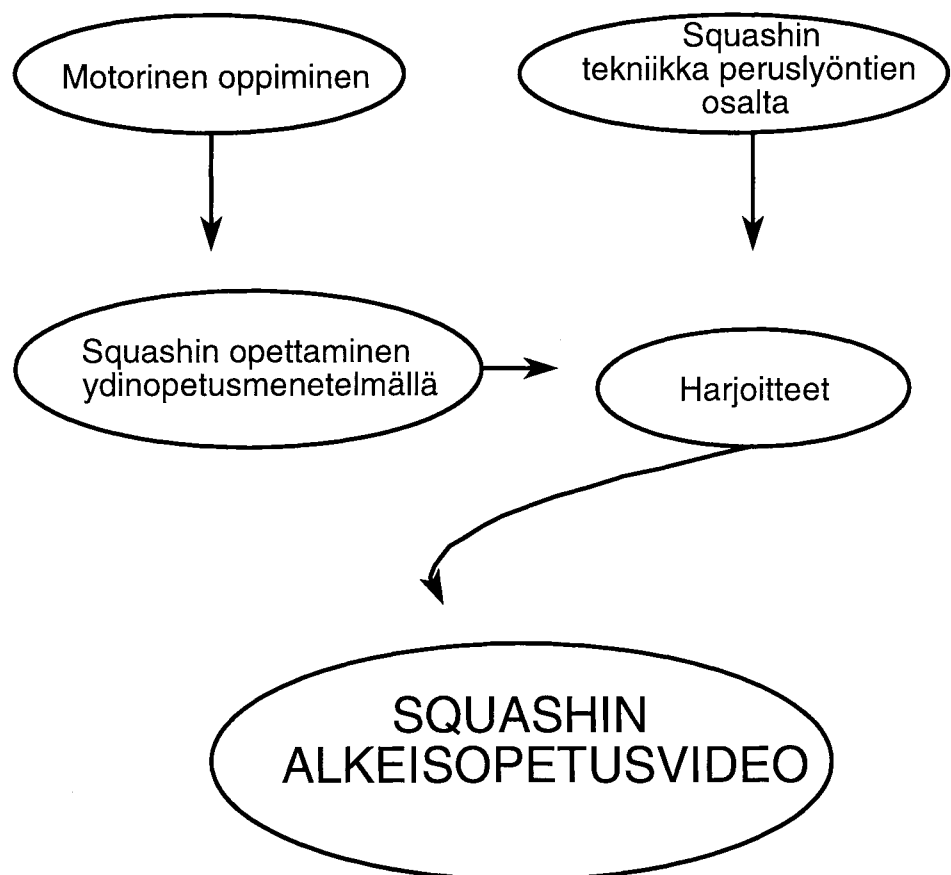 Motorinen oppiminen
Squashin
tekniikka peruslyöntien
osalta
Squashin opettaminen
ydinopetusmenetelmällä
Harjoitteet
SQUASHIN
ALKEISOPETUSVIDEO